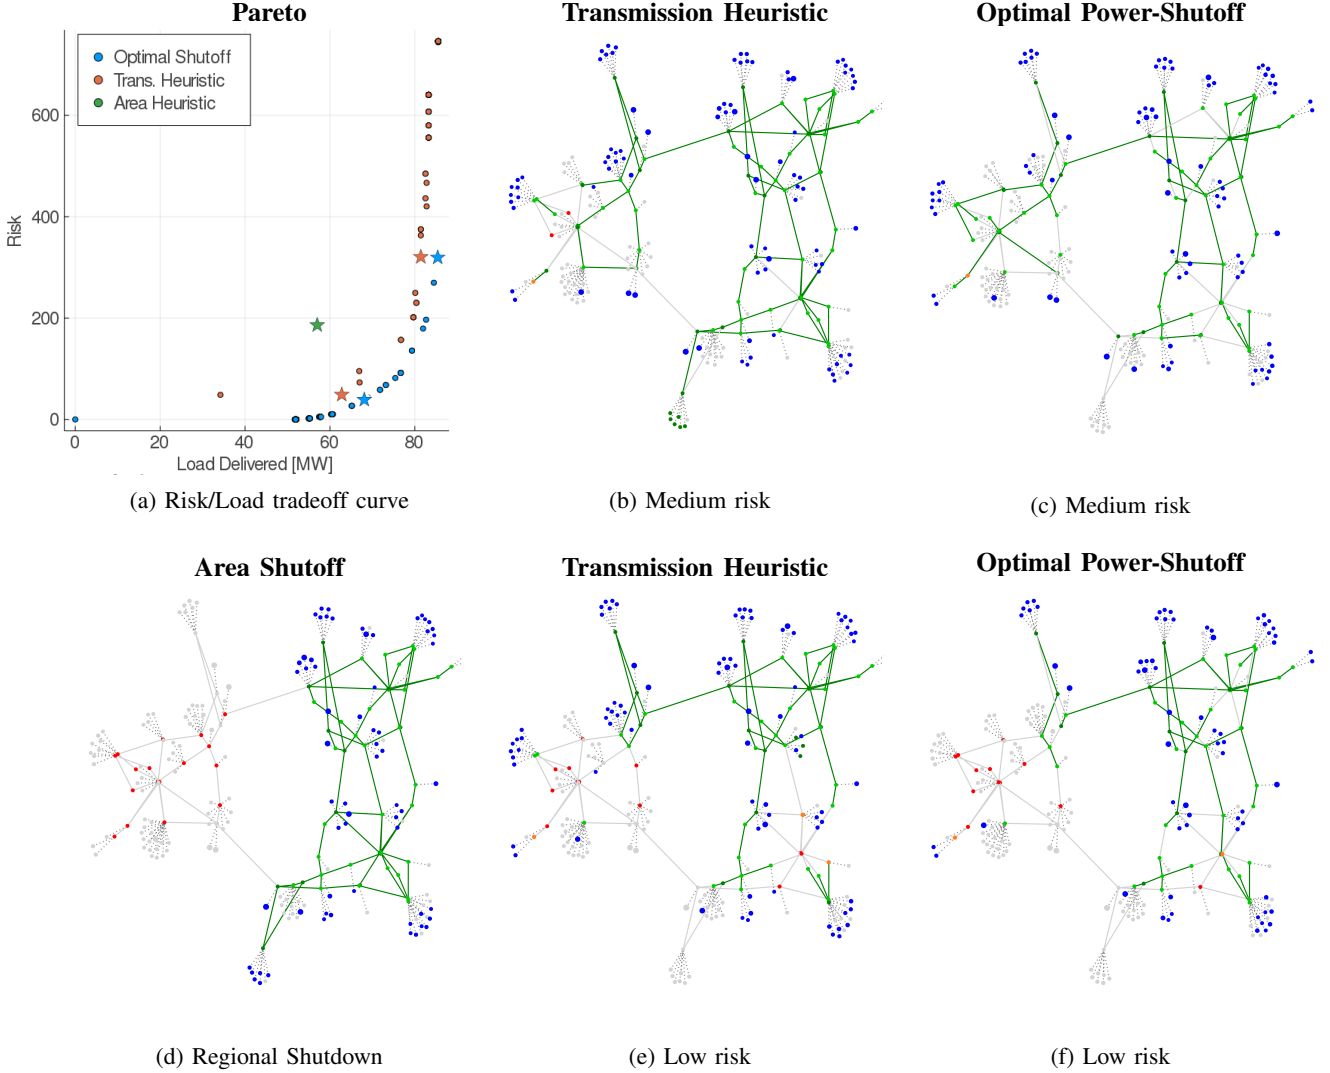 Pareto
Transmission Heuristic
Optimal Power-Shutoff
Optimal Shutoff
Trans. Heuristic
Area Heuristic
600
400
200
0
Risk
0 20 40 60 80
Load Delivered [MW]
(a) Risk/Load tradeoff curve
(b) Medium risk
(c) Medium risk
Area Shutoff
Transmission Heuristic
Optimal Power-Shutoff
(d) Regional Shutdown
(e) Low risk
(f) Low risk